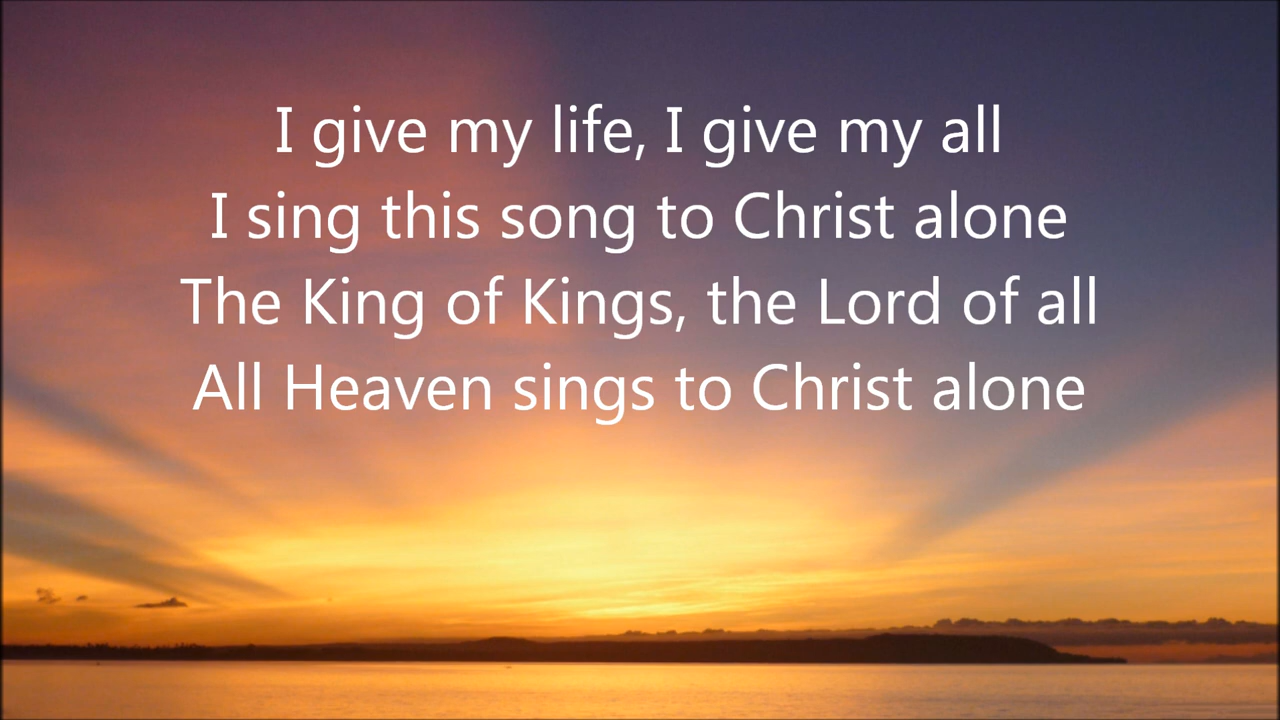 I give my life, I give my all
I sing this song to Christ alone
The King of Kings, the Lord of all
All Heaven sings to Christ alone